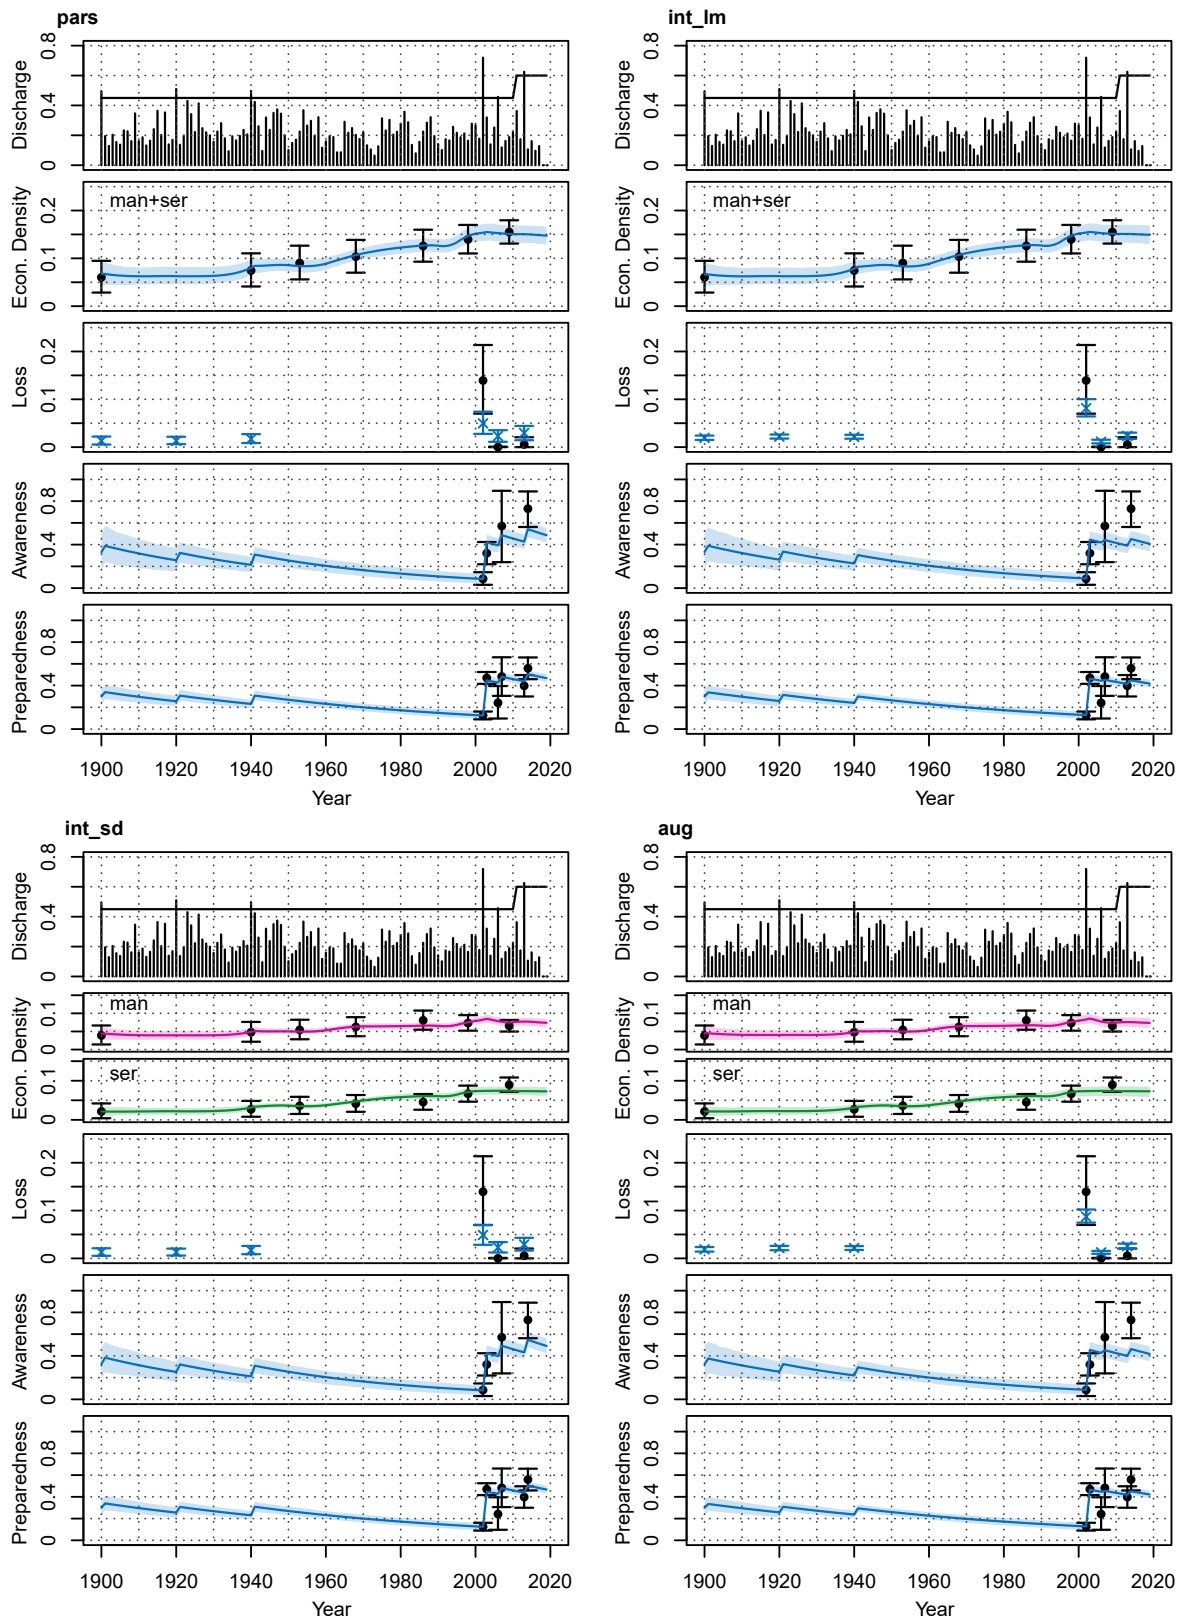 pars
Discharge
0 0.4 0.8
Econ. Density
0 0.1 0.2
man+ser
Loss
0 0.1 0.2
Awareness
0 0.4 0.8
Preparedness
0 0.4 0.8
1900 1920 1940 1960 1980 2000 2020
Year
int_lm
Discharge
0 0.4 0.8
Econ. Density
0 0.1 0.2
man+ser
Loss
0 0.1 0.2
Awareness
0 0.4 0.8
Preparedness
0 0.4 0.8
1900 1920 1940 1960 1980 2000 2020
Year
int_sd
Discharge
0 0.4 0.8
Econ. Density
0 0.1
man
0 0.1
ser
Loss
0 0.1 0.2
Awareness
0 0.4 0.8
Preparedness
0 0.4 0.8
1900 1920 1940 1960 1980 2000 2020
Year
aug
Discharge
0 0.4 0.8
Econ. Density
0 0.1
man
0 0.1
ser
Loss
0 0.1 0.2
Awareness
0 0.4 0.8
Preparedness
0 0.4 0.8
1900 1920 1940 1960 1980 2000 2020
Year